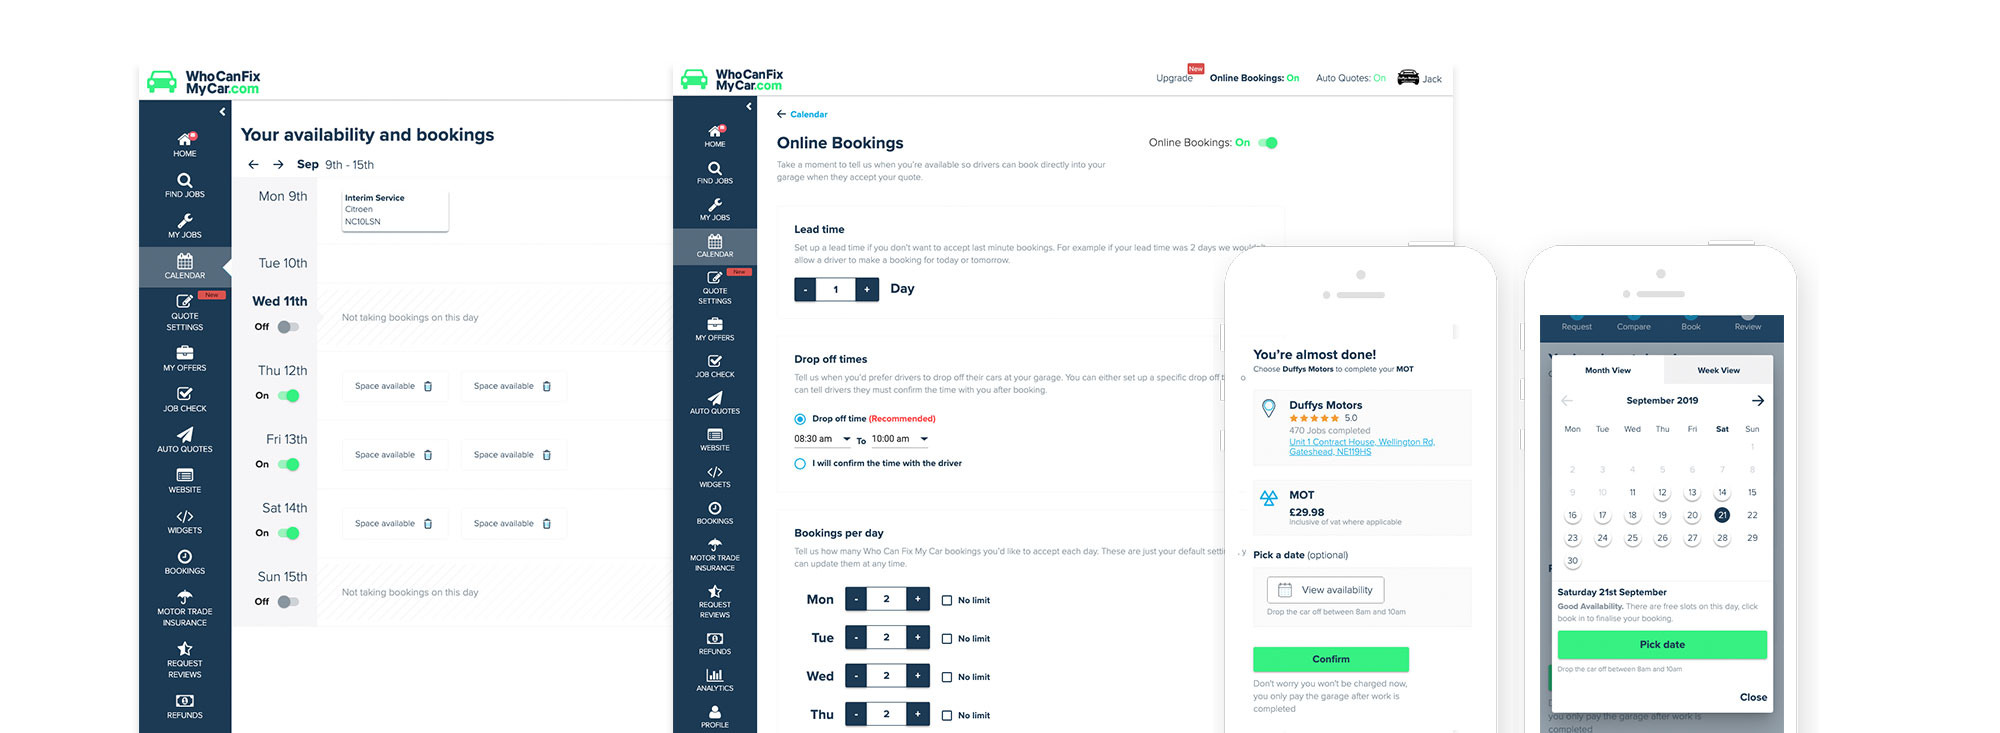 WhoCanFix
MyCar.com
HOME
FIND JOBS
MY JOBS
CALENDAR
New
QUOTE
SETTINGS
MY OFFERS
JOB CHECK
AUTO QUOTES
WEBSITE
WIDGETS
BOOKINGS
MOTOR TRADE
INSURANCE
REQUEST
REVIEWS
REFUNDS
Your availability and bookings
Sep 9th - 15th
Mon 9th
Interim Service
Citroen
NC10LSN
Tue 10th
Wed 11th
Off
Not taking bookings on this day
Thu 12th
On
Space available
Space available
Fri 13th
On
Space available
Space available
Sat 14th
On
Space available
Space available
Sun 15th
Off
Not taking bookings on this day
WhoCanFix
MyCar.com
Upgrade New Online Bookings: On Auto Quotes: On Jack
HOME
FIND JOBS
MY JOBS
CALENDAR
New
QUOTE
SETTINGS
MY OFFERS
JOB CHECK
AUTO QUOTES
WEBSITE
WIDGETS
BOOKINGS
MOTOR TRADE
INSURANCE
REQUEST
REVIEWS
REFUNDS
ANALYTICS
PROFILE
Calendar
Online Bookings
Online Bookings: On
Take a moment to tell us when you're available so drivers can book directly into your
garage when they accept your quote.
Lead time
Set up a lead time if you don't want to accept last minute bookings. For example if your lead time was 2 days we wouldn't
allow a driver to make a booking for today or tomorrow.
- 1 + Day
Drop off times
Tell us when you'd prefer drivers to drop off their cars at your garage. You can either set up a specific drop off
can tell drivers they must confirm the time with you after booking.
Drop off time (Recommended)
08:30 am To 10:00 am
I will confirm the time with the driver
Bookings per day
Tell us how many Who Can Fix My Car bookings you'd like to accept each day. These are just your default
can update them at any time.
Mon - 2 + No limit
Tue - 2 + No limit
Wed - 2 + No limit
Thu - 2 + No limit
You're almost done!
Choose Duffys Motors to complete your MOT
Duffys Motors
5.0
470 Jobs completed
Unit 1 Contract House, Wellington Rd,
Gateshead, NE119HS
MOT
£29.98
Inclusive of vat where applicable
Pick a date (optional)
View availability
Drop the car off between 8am and 10am
Confirm
Don't worry you won't be charged now,
you only pay the garage after work is
completed
Request Compare Book Review
Month View Week View
September 2019
Mon Tue Wed Thu Fri Sat Sun
1
2 3 4 5 6 7 8
9 10 11 12 13 14 15
16 17 18 19 20 21 22
23 24 25 26 27 28 29
30
Saturday 21st September
Good Availability. There are free slots on this day, click
book in to finalise your booking.
Pick date
Drop the car off between 8am and 10am
Close
you only pay the garage after work is
completed